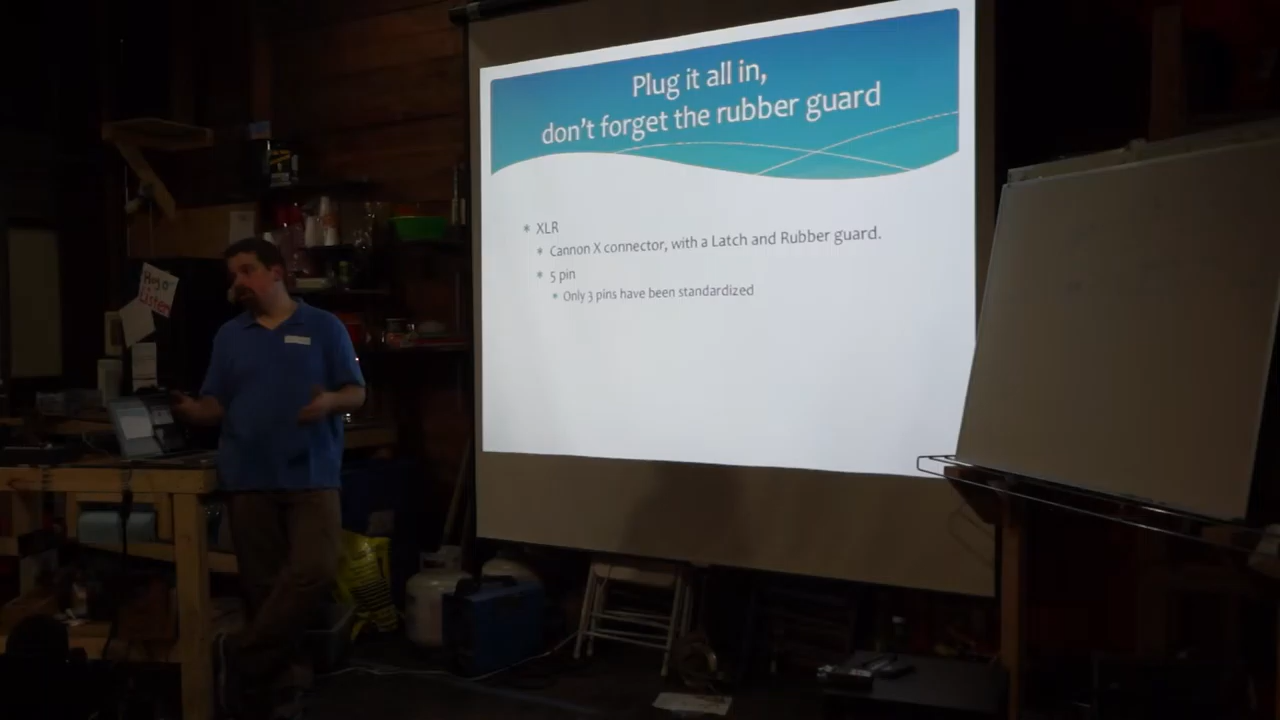 Plug it all in,
don't forget the rubber guard
* XLR
* Cannon X connector, with a Latch and Rubber guard.
* 5 pin
* Only 3 pins have been standardized
Listen